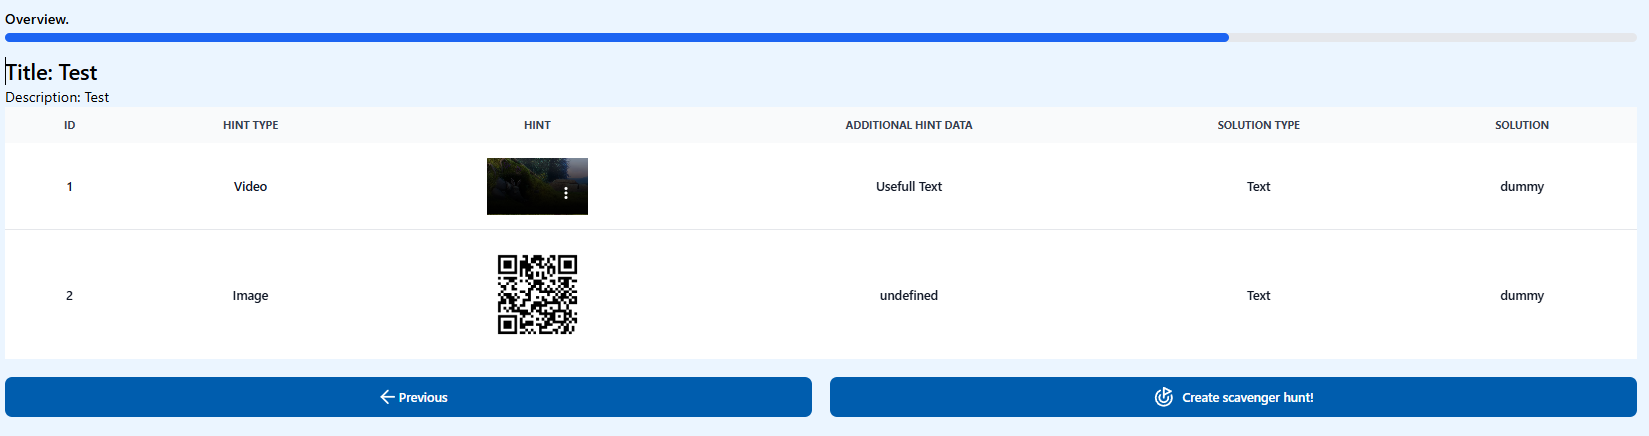 Overview.
Title: Test
Description: Test
ID HINT TYPE HINT ADDITIONAL HINT DATA SOLUTION TYPE SOLUTION
1 Video Usefull Text Text dummy
2 Image undefined Text dummy
Previous Create scavenger hunt!